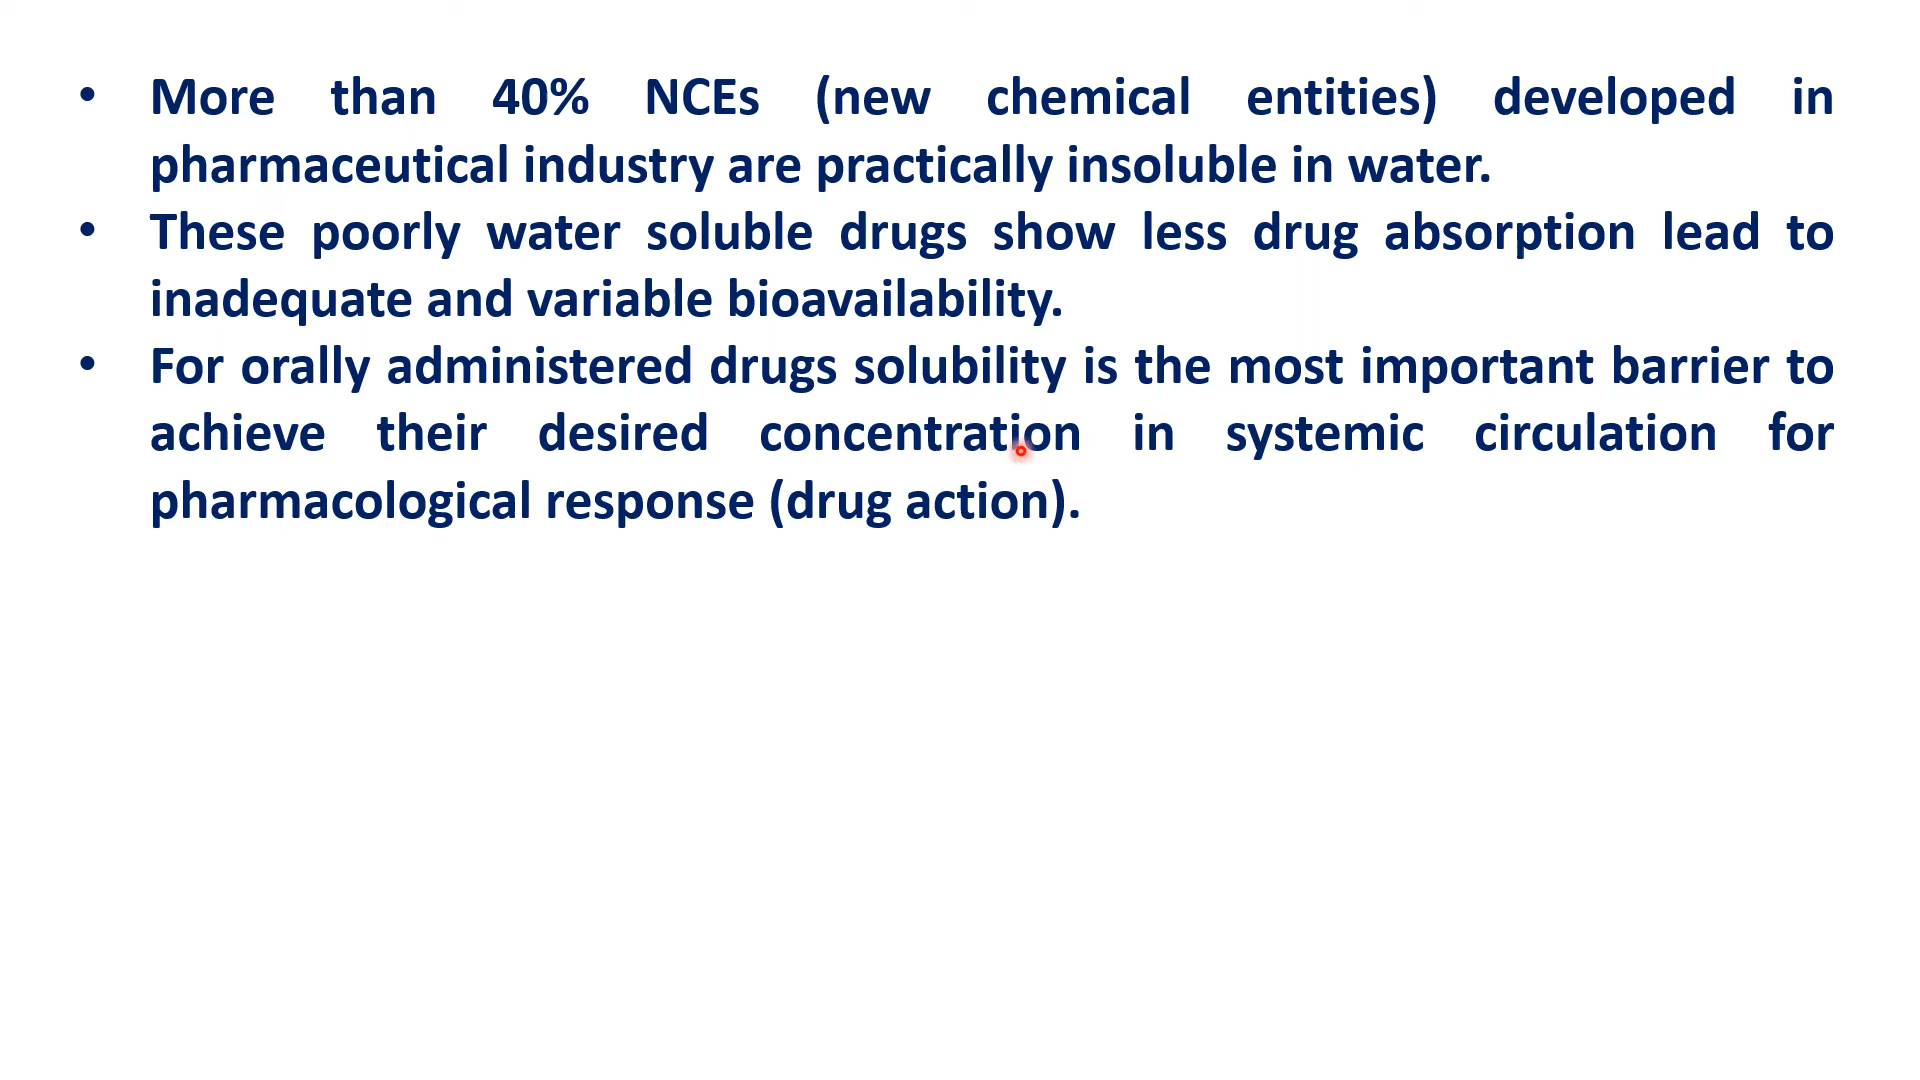 • More than 40% NCEs (new chemical entities) developed in
pharmaceutical industry are practically insoluble in water.
• These poorly water soluble drugs show less drug absorption lead to
inadequate and variable bioavailability.
• For orally administered drugs solubility is the most important barrier to
achieve their desired concentration in systemic circulation for
pharmacological response (drug action).